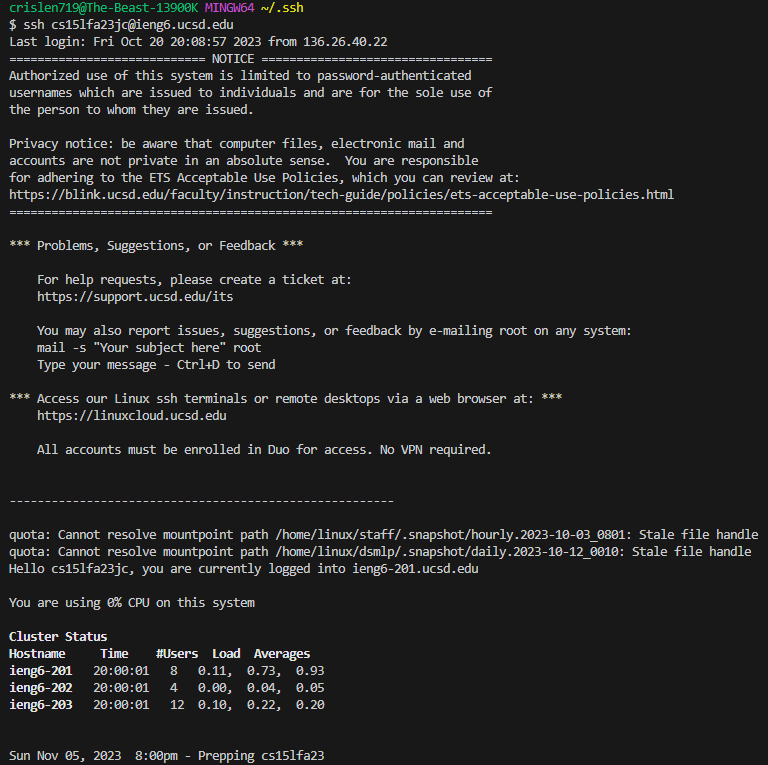 crislen719@The-Beast-13900K MINGW64 ~/.ssh
$ ssh cs15lfa23jc@ieng6.ucsd.edu
Last login: Fri Oct 20 20:08:57 2023 from 136.26.40.22
============================ NOTICE =================================
Authorized use of this system is limited to password-authenticated
usernames which are issued to individuals and are for the sole use of
the person to whom they are issued.

Privacy notice: be aware that computer files, electronic mail and
accounts are not private in an absolute sense.  You are responsible
for adhering to the ETS Acceptable Use Policies, which you can review at:
https://blink.ucsd.edu/faculty/instruction/tech-guide/policies/ets-acceptable-use-policies.html
=====================================================================

*** Problems, Suggestions, or Feedback ***

    For help requests, please create a ticket at:
    https://support.ucsd.edu/its

    You may also report issues, suggestions, or feedback by e-mailing root on any system:
    mail -s "Your subject here" root
    Type your message - Ctrl+D to send

*** Access our Linux ssh terminals or remote desktops via a web browser at: ***
    https://linuxcloud.ucsd.edu

    All accounts must be enrolled in Duo for access. No VPN required.


-------------------------------------------------------

quota: Cannot resolve mountpoint path /home/linux/staff/.snapshot/hourly.2023-10-03_0801: Stale file handle
quota: Cannot resolve mountpoint path /home/linux/dsmlp/.snapshot/daily.2023-10-12_0010: Stale file handle
Hello cs15lfa23jc, you are currently logged into ieng6-201.ucsd.edu

You are using 0% CPU on this system

Cluster Status
Hostname     Time    #Users  Load  Averages
ieng6-201   20:00:01   8   0.11,  0.73,  0.93
ieng6-202   20:00:01   4   0.00,  0.04,  0.05
ieng6-203   20:00:01   12  0.10,  0.22,  0.20


Sun Nov 05, 2023  8:00pm - Prepping cs15lfa23